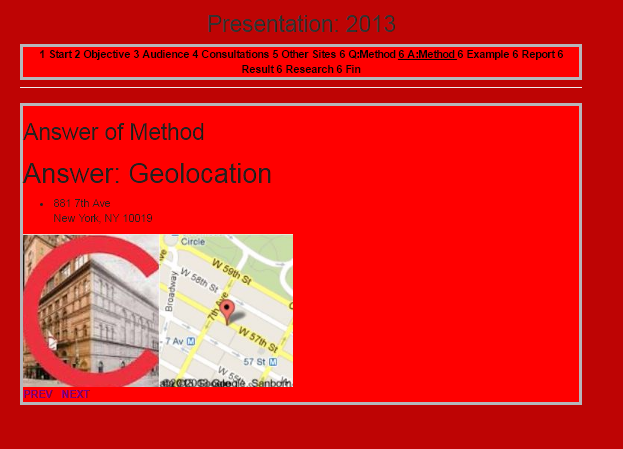 Presentation: 2013
1 Start 2 Objective 3 Audience 4 Consultations 5 Other Sites 6 Q:Method 6 A:Method 6 Example 6 Report 6
Result 6 Research 6 Fin
Answer of Method
Answer: Geolocation
881 7th Ave
New York, NY 10019
Circle
W 59th St
W 58th St
Broadway
7th Ave
W 57th St
7 Av M
57 St M
W 55th St
Google, Sanborn
PREV NEXT